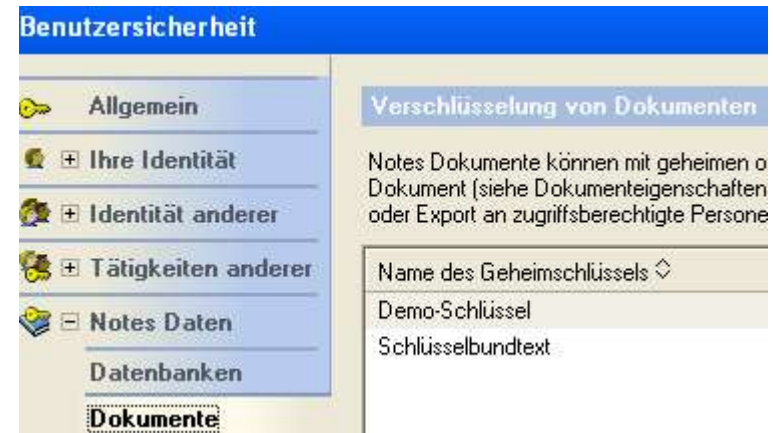 Benutzersicherheit
Allgemein
Ihre Identität
Identität anderer
Tätigkeiten anderer
Notes Daten
Datenbanken
Dokumente
Verschlüsselung von Dokumenten
Notes Dokumente können mit geheimen o
Dokument (siehe Dokumenteigenschaften
oder Export an zugriffsberechtigte Persone
Name des Geheimschlüssels
Demo-Schlüssel
Schlüsselbundtext